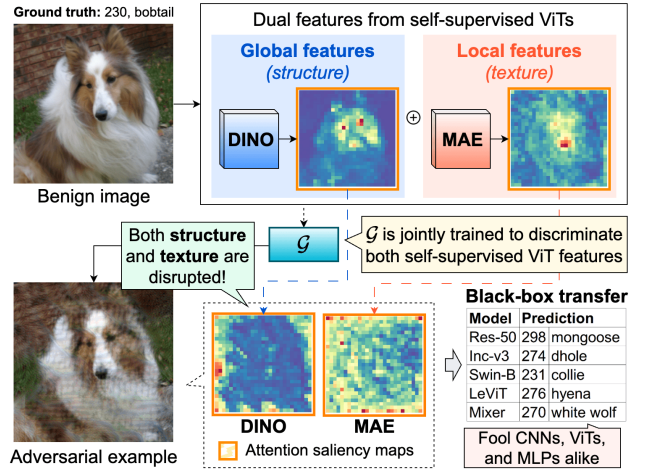 Ground truth: 230, bobtail
Benign image
Dual features from self-supervised ViTs
Global features
(structure)
DINO
⊕
Local features
(texture)
MAE
Both structure
and texture are
disrupted!
𝒢
𝒢 is jointly trained to discriminate
both self-supervised ViT features
Adversarial example
DINO
MAE
Attention saliency maps
Black-box transfer
Model Prediction
Res-50 298 mongoose
Inc-v3 274 dhole
Swin-B 231 collie
LeViT 276 hyena
Mixer 270 white wolf
Fool CNNs, ViTs,
and MLPs alike